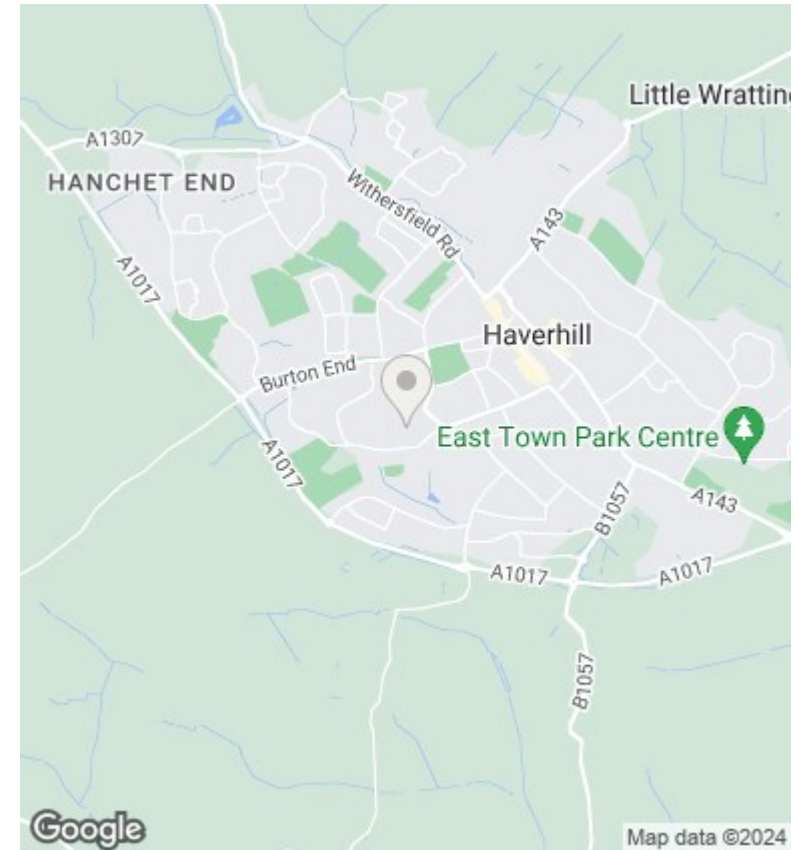 Little Wratting
A1307
HANCHET END
Withersfield Rd
A143
A1017
Haverhill
Burton End
East Town Park Centre
A1017
A143
B1057
A1017
A1017
B1057
Google
Map data ©2024